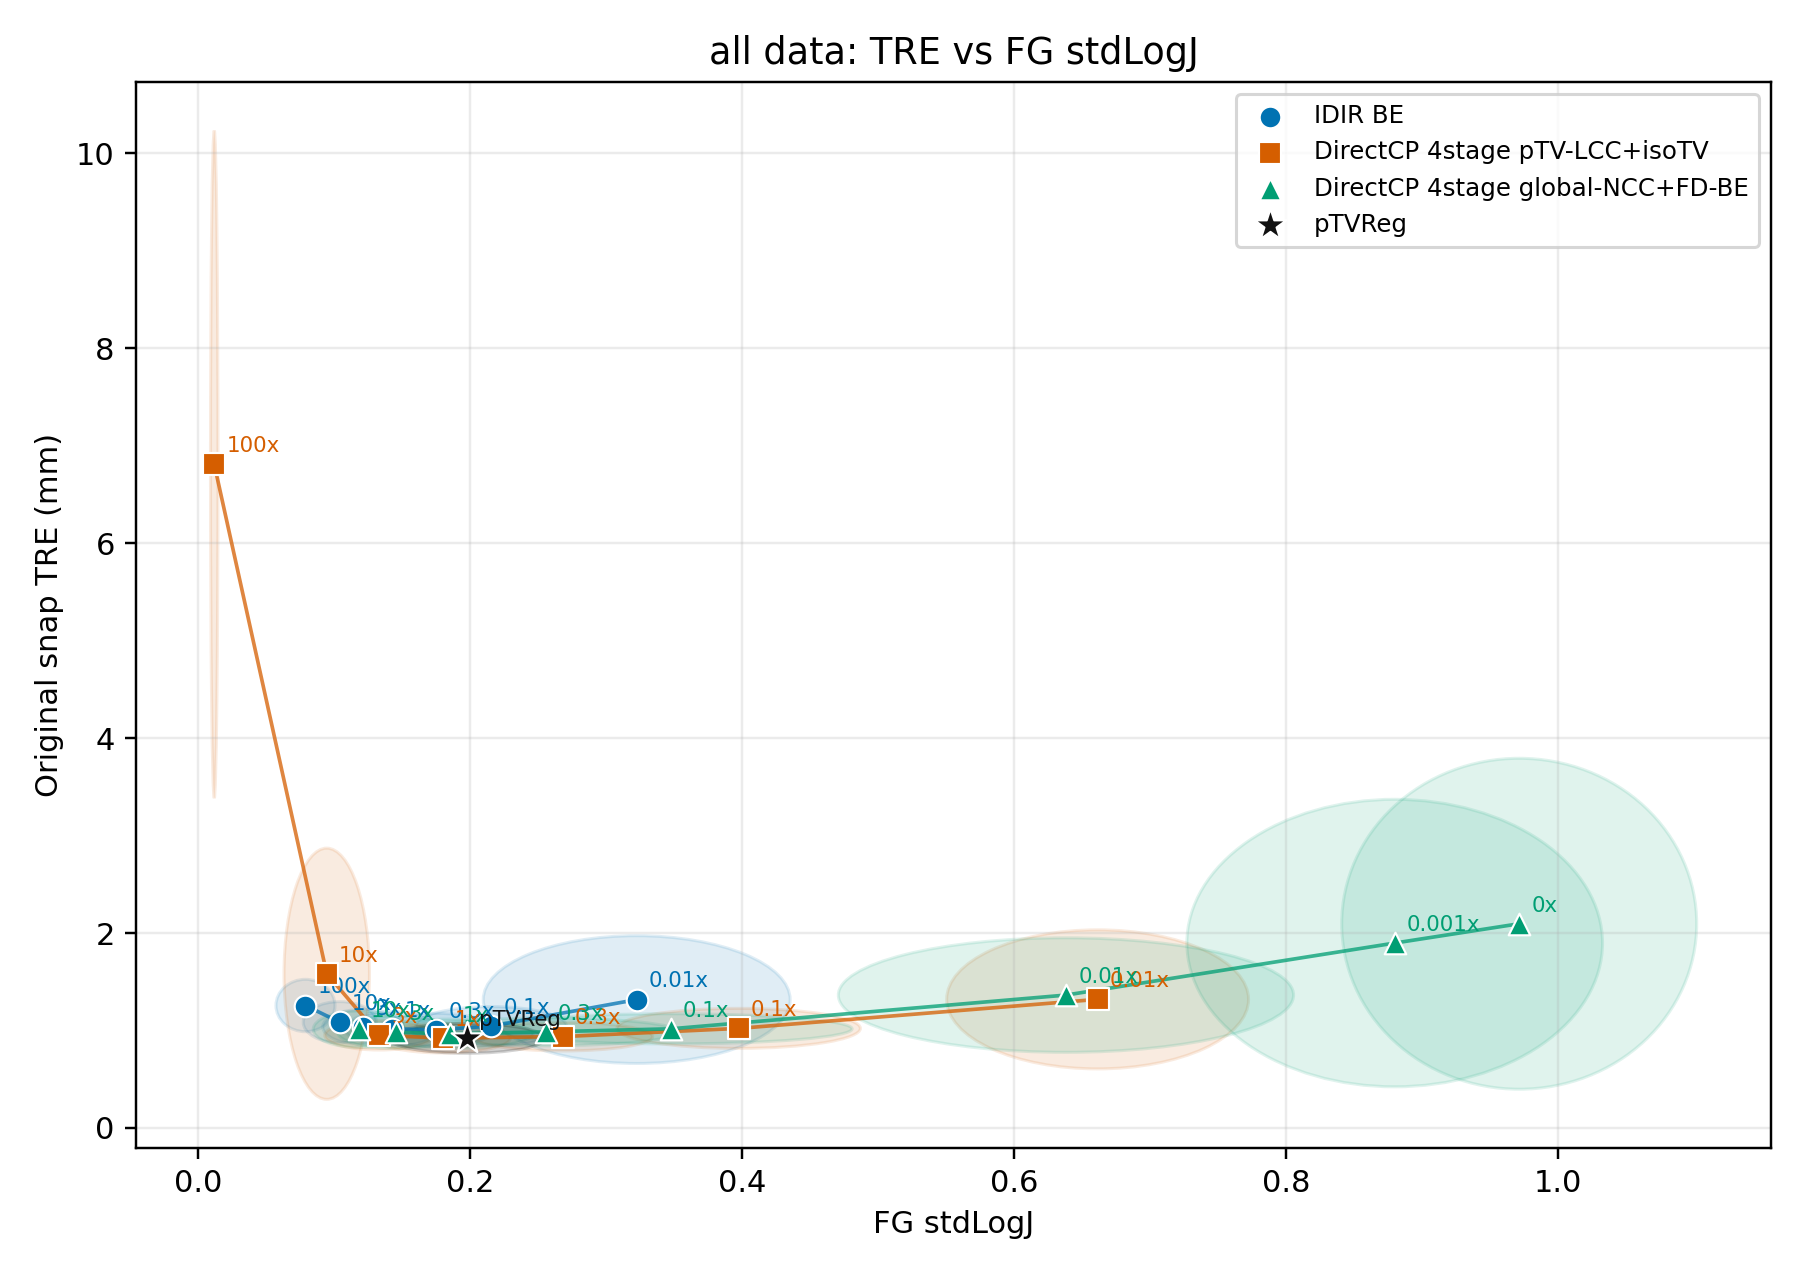 all data: TRE vs FG stdLogJ
IDIR BE
DirectCP 4stage pTV-LCC+isoTV
DirectCP 4stage global-NCC+FD-BE
pTVReg
Original snap TRE (mm)
10
8
6
4
2
0
100x
10x
100x
10x
0.3x
0.1x
0.01x
pTVReg
0.3x
0.3x
0.1x
0.1x
0.01x
0.01x
0.001x
0x
0.0
0.2
0.4
0.6
0.8
1.0
FG stdLogJ